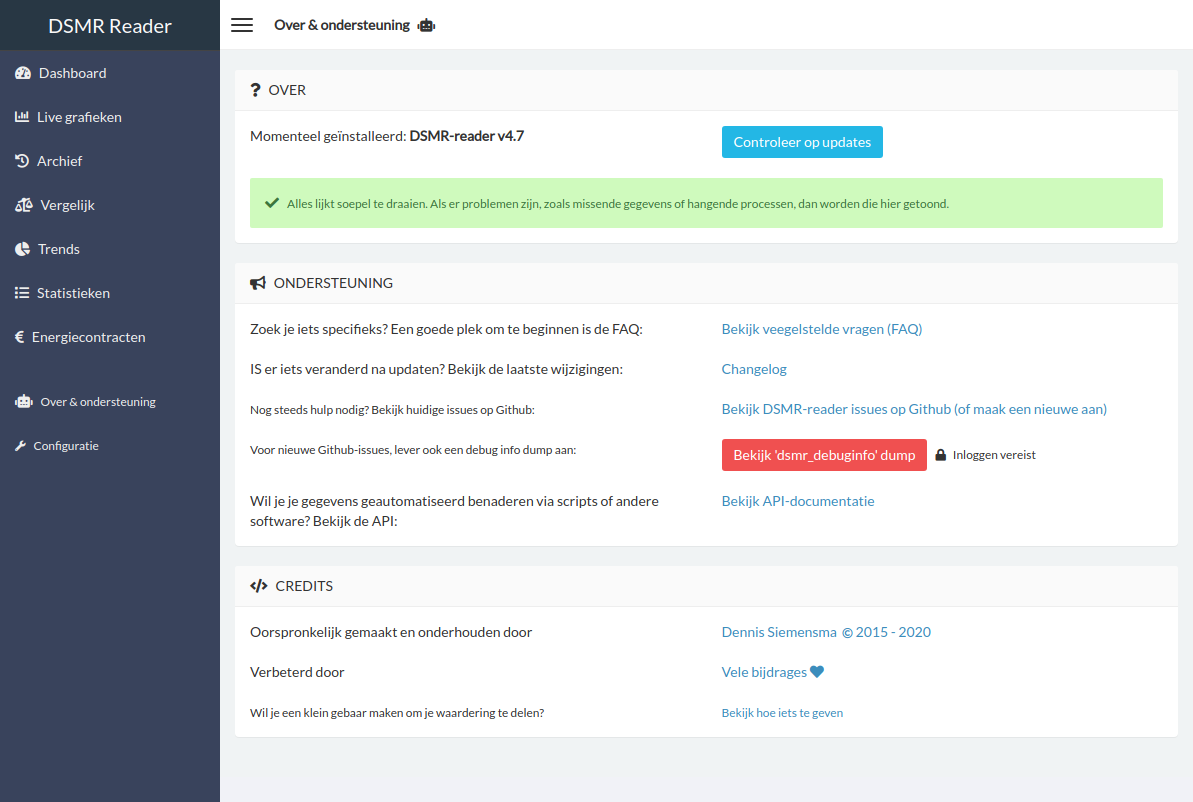 DSMR Reader
Over & ondersteuning
Dashboard
Live grafieken
Archief
Vergelijk
Trends
Statistieken
Energiecontracten
Over & ondersteuning
Configuratie
OVER
Momenteel geïnstalleerd: DSMR-reader v4.7
Controleer op updates
Alles lijkt soepel te draaien. Als er problemen zijn, zoals missende gegevens of hangende processen, dan worden die hier getoond.
ONDERSTEUNING
Zoek je iets specifieks? Een goede plek om te beginnen is de FAQ:
Bekijk veegelstelde vragen (FAQ)
IS er iets veranderd na updaten? Bekijk de laatste wijzigingen:
Changelog
Nog steeds hulp nodig? Bekijk huidige issues op Github:
Bekijk DSMR-reader issues op Github (of maak een nieuwe aan)
Voor nieuwe Github-issues, lever ook een debug info dump aan:
Bekijk 'dsmr_debuginfo' dump
Inloggen vereist
Wil je je gegevens geautomatiseerd benaderen via scripts of andere
software? Bekijk de API:
Bekijk API-documentatie
CREDITS
Oorspronkelijk gemaakt en onderhouden door
Dennis Siemensma © 2015 - 2020
Verbeterd door
Vele bijdrages
Wil je een klein gebaar maken om je waardering te delen?
Bekijk hoe iets te geven